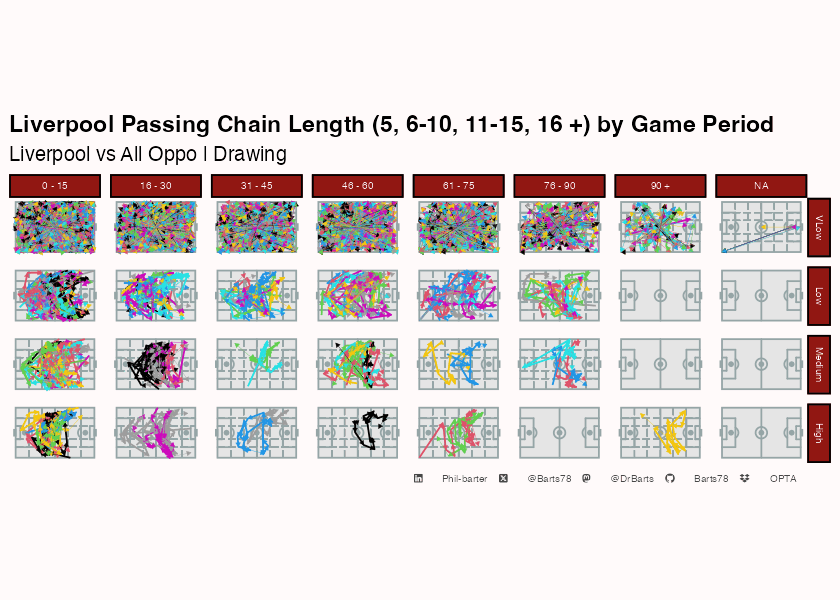 Liverpool Passing Chain Length (5, 6-10, 11-15, 16 +) by Game Period
Liverpool vs All Oppo I Drawing
0 - 15 16 - 30 31 - 45 46 - 60 61 - 75 76 - 90 90 + NA
V.Low
Low
Medium
High
Phil-barter @Barts78 @DrBarts Barts78 OPTA